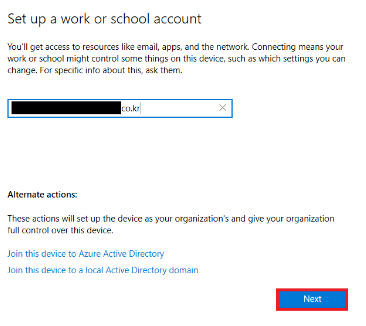 Set up a work or school account
You'll get access to resources like email, apps, and the network. Connecting means your
work or school might control some things on this device, such as which settings you can
change. For specific info about this, ask them.
co.kr
Alternate actions:
These actions will set up the device as your organization's and give your organization
full control over this device.
Join this device to Azure Active Directory
Join this device to a local Active Directory domain
Next